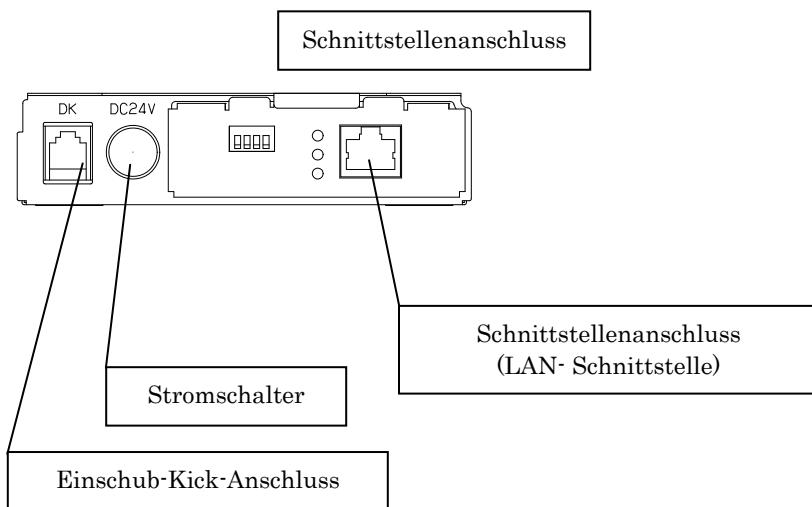 Schnittstellenanschluss
DK DC24V
Schnittstellenanschluss
(LAN- Schnittstelle)
Stromschalter
Einschub-Kick-Anschluss